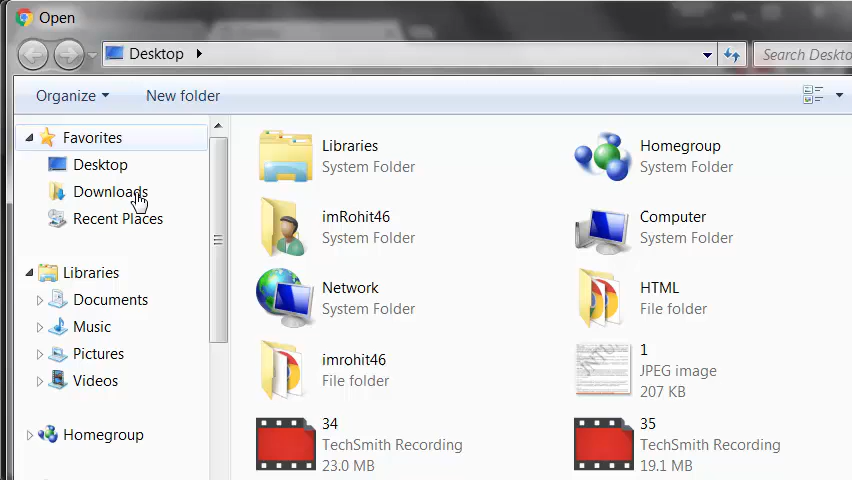 Open
Desktop
Search Deskto
Organize
New folder
Favorites
Desktop
Downloads
Recent Places
Libraries
Documents
Music
Pictures
Videos
Homegroup
Libraries
System Folder
Homegroup
System Folder
imRohit46
System Folder
Computer
System Folder
Network
System Folder
HTML
File folder
imrohit46
File folder
1
JPEG image
207 KB
34
TechSmith Recording
23.0 MB
35
TechSmith Recording
19.1 MB